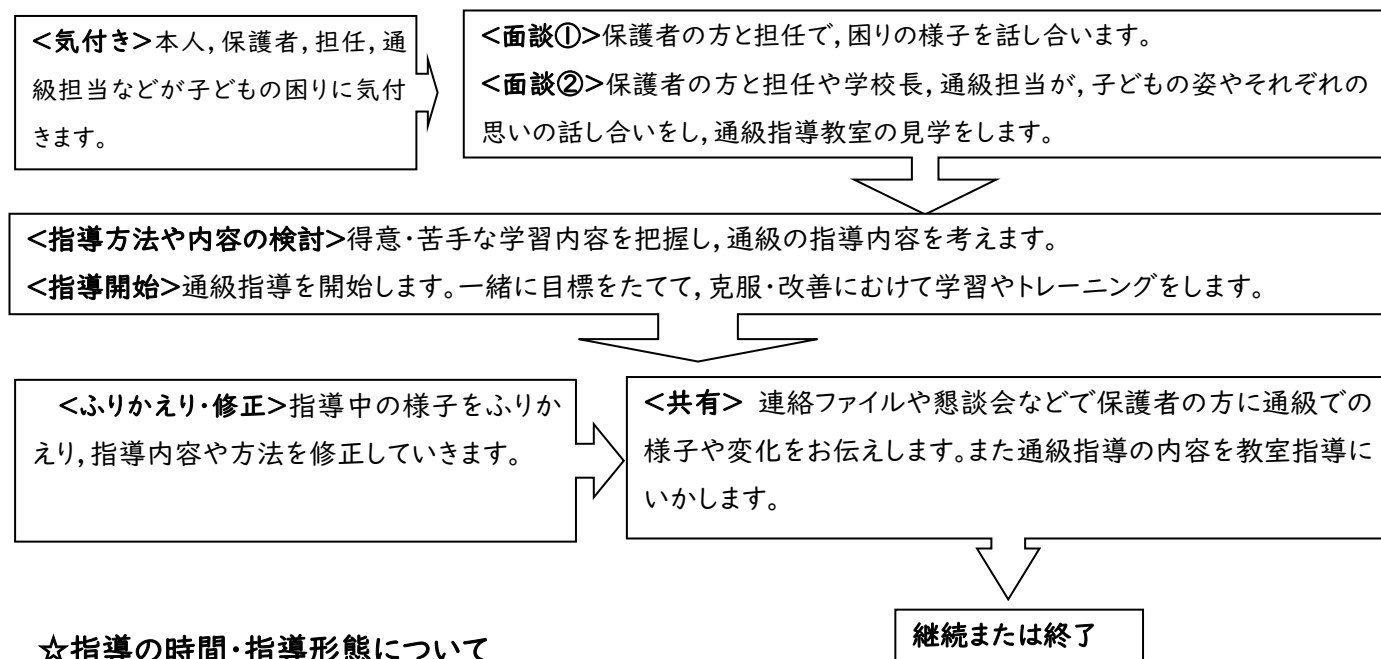 <気付き>本人,保護者,担任,通
級担当などが子どもの困りに気付
きます。
<面談①>保護者の方と担任で,困りの様子を話し合います。
<面談②>保護者の方と担任や学校長,通級担当が,子どもの姿やそれぞれの
思いの話し合いをし,通級指導教室の見学をします。
<指導方法や内容の検討>得意・苦手な学習内容を把握し,通級の指導内容を考えます。
<指導開始>通級指導を開始します。一緒に目標をたてて,克服・改善にむけて学習やトレーニングをします。
<ふりかえり・修正>指導中の様子をふりか
えり,指導内容や方法を修正していきます。
<共有> 連絡ファイルや懇談会などで保護者の方に通級での
様子や変化をお伝えします。また通級指導の内容を教室指導に
いかします。
継続または終了
☆指導の時間・指導形態について